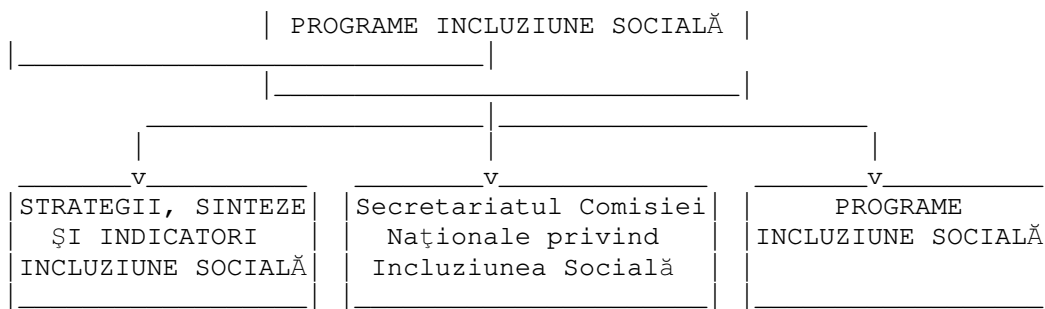 PROGRAME INCLUZIUNE SOCIALĂ
STRATEGII, SINTEZE
ŞI INDICATORI
INCLUZIUNE SOCIALĂ
Secretariatul Comisiei
Naţionale privind
Incluziunea Socială
PROGRAME
INCLUZIUNE SOCIALĂ